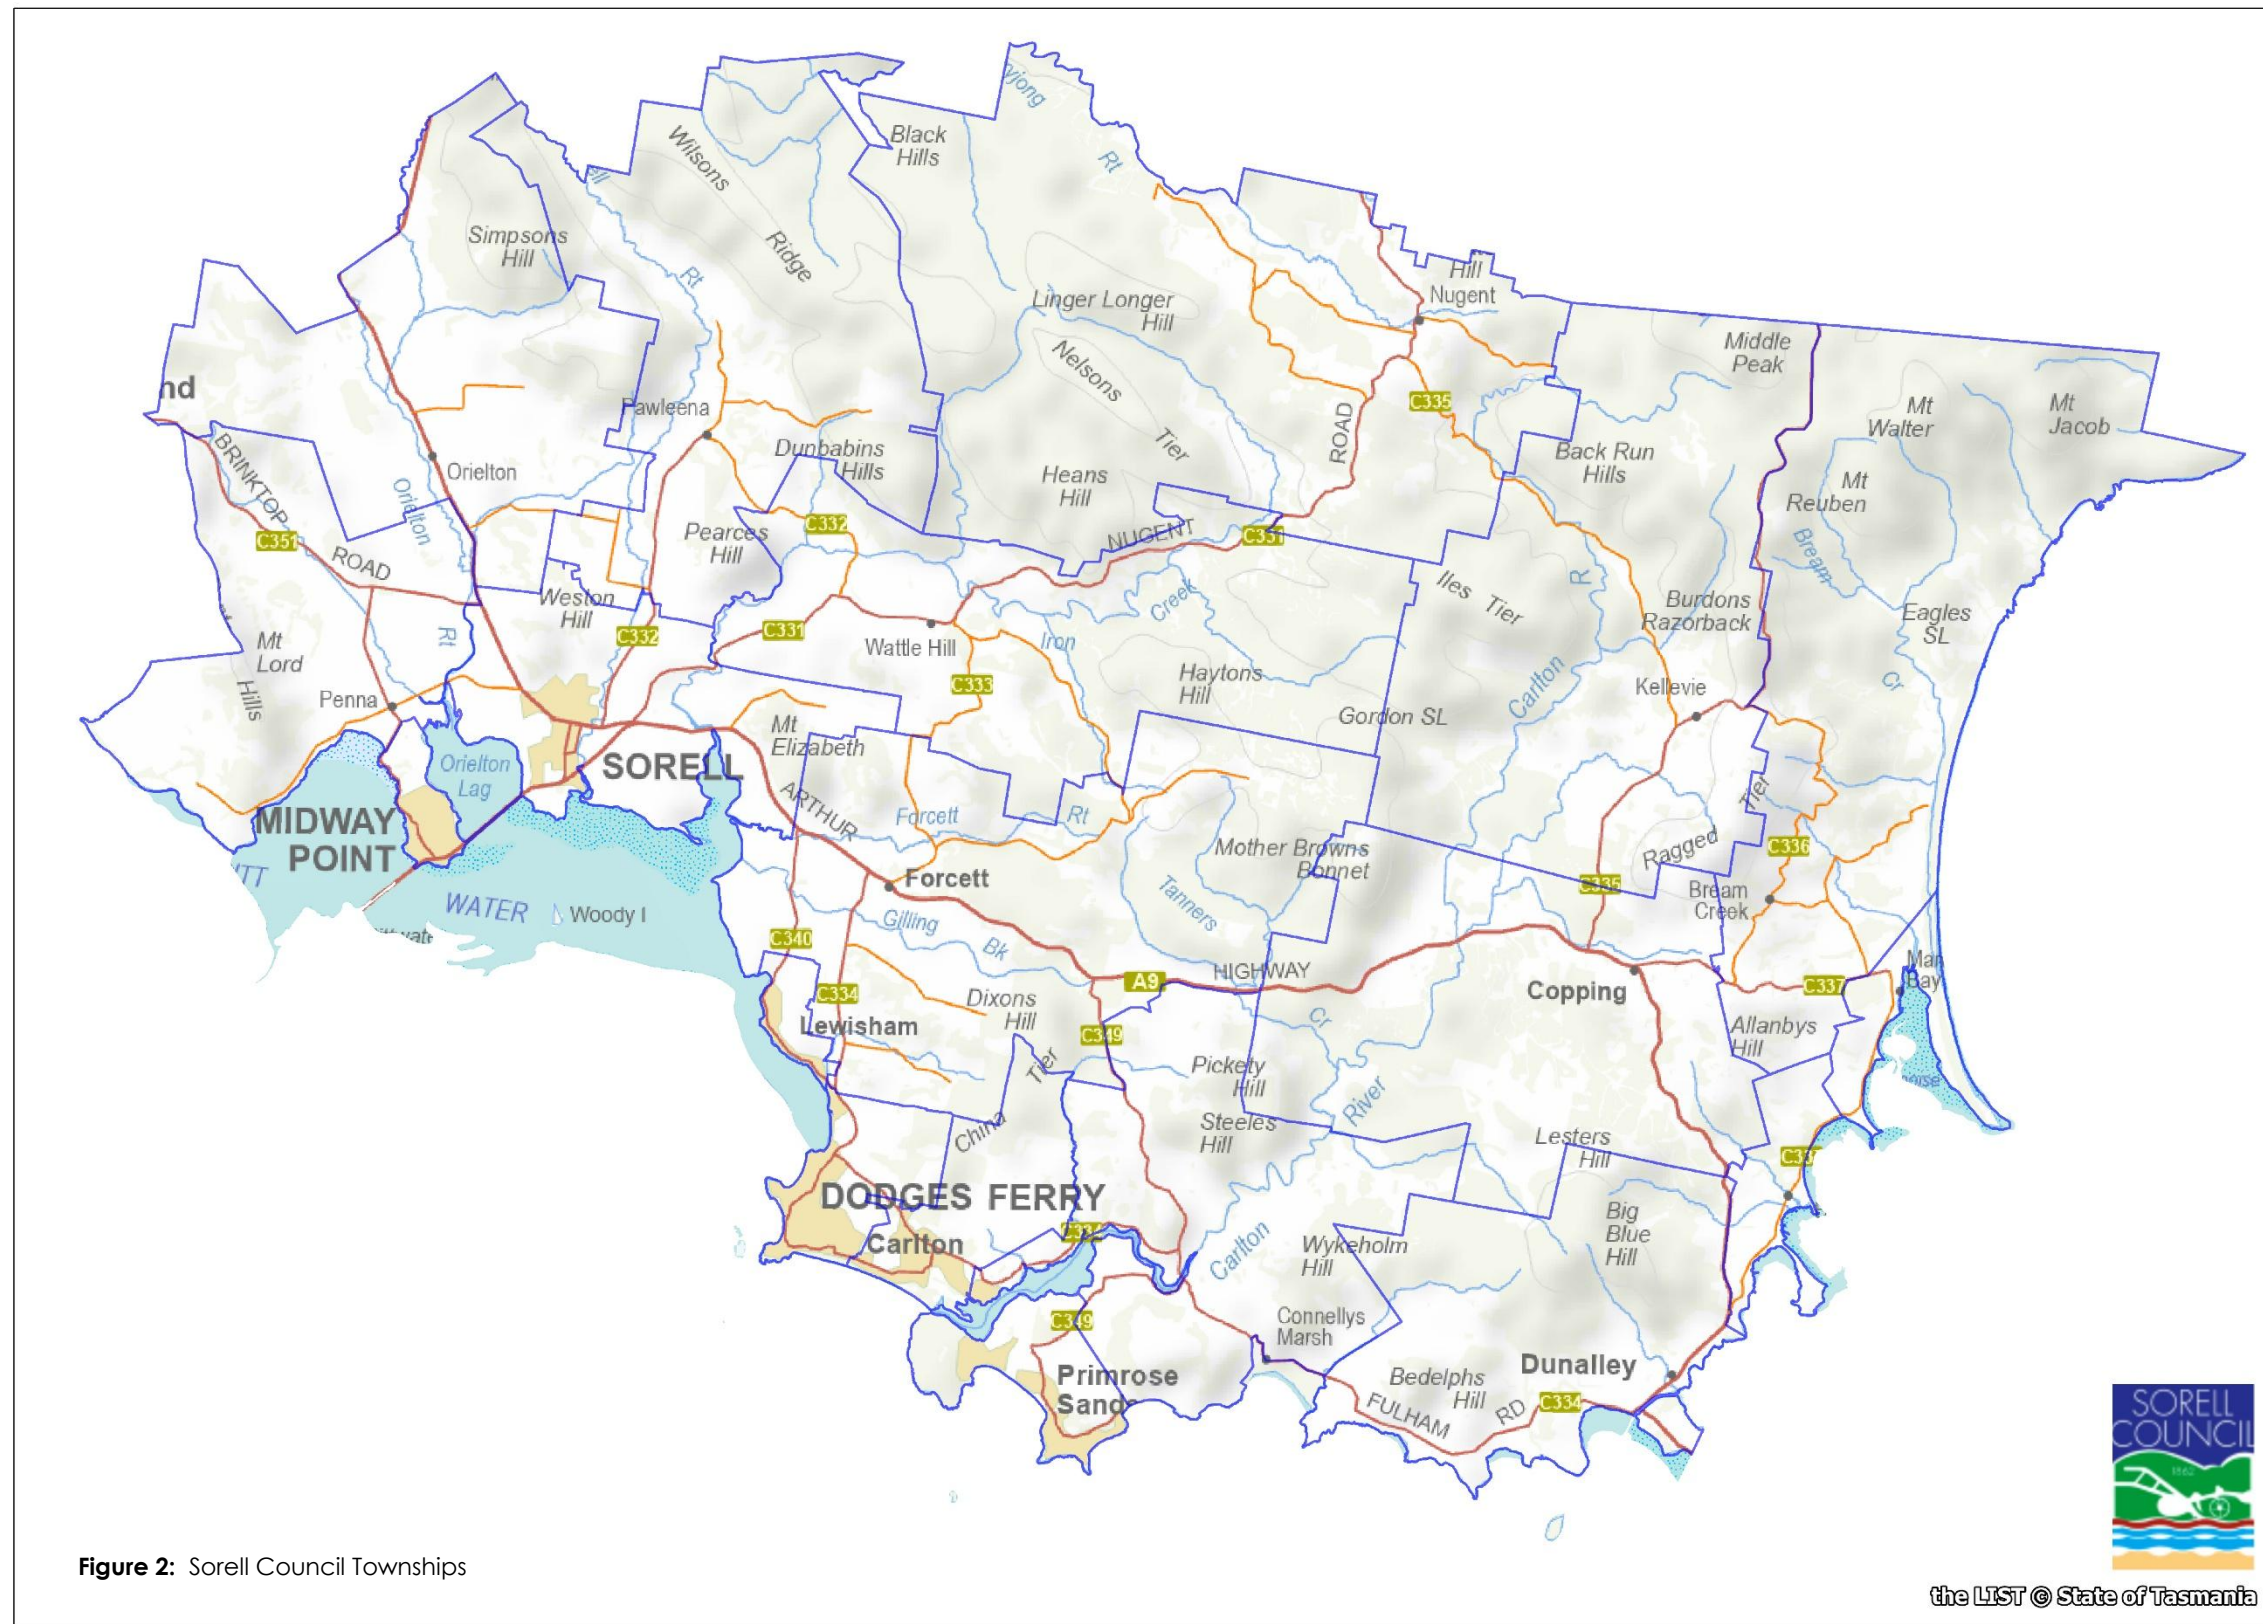 Black
Hills
Wilsons
Ridge
Rt
Simpsons
Hill
Rt
Linger Longer
Hill
Nelsons
Tier
Hill
Nugent
Middle
Peak
nd
Pawleena
Mt
Walter
Mt
Jacob
C335
ROAD
BRINKTOP
ROAD
Orielton
Orielton
Dunbabins
Hills
Heans
Hill
Back Run
Hills
Mt
Reuben
Bream
Cr
C351
C332
Pearces
Hill
NUGENT
C331
R
Iles Tier
Burdons
Razorback
Eagles
SL
Weston
Hill
C332
Rt
C331
Wattle Hill
Creek
Iron
Mt
Lord
Hills
Penna
C333
Haytons
Hill
Gordon SL
Carlton
Kellevie
Mt
Elizabeth
Orielton
Lag
SORELL
ARTHUR
Forcett
Rt
MIDWAY
POINT
ITT
WATER
Woody I
Mother Browns
Bonnet
Tanners
Ragged
Tier
C336
C335
Bream
Creek
Forcett
Gilling
Bk
C340
A9
HIGHWAY
Copping
C337
Bay
C334
Lewisham
Dixons
Hill
C349
Cr
Allanbys
Hill
Tier
China
Pickety
Hill
River
Steeles
Hill
Lesters
Hill
DODGES FERRY
Carlton
C334
Carlton
Wykeholm
Hill
Big
Blue
Hill
Connellys
Marsh
C349
Primrose
Sands
Bedelphs
Hill
Dunalley
FULHAM
RD
C334
SORELL
COUNCIL
1862
Figure 2: Sorell Council Townships
the LIST © State of Tasmania